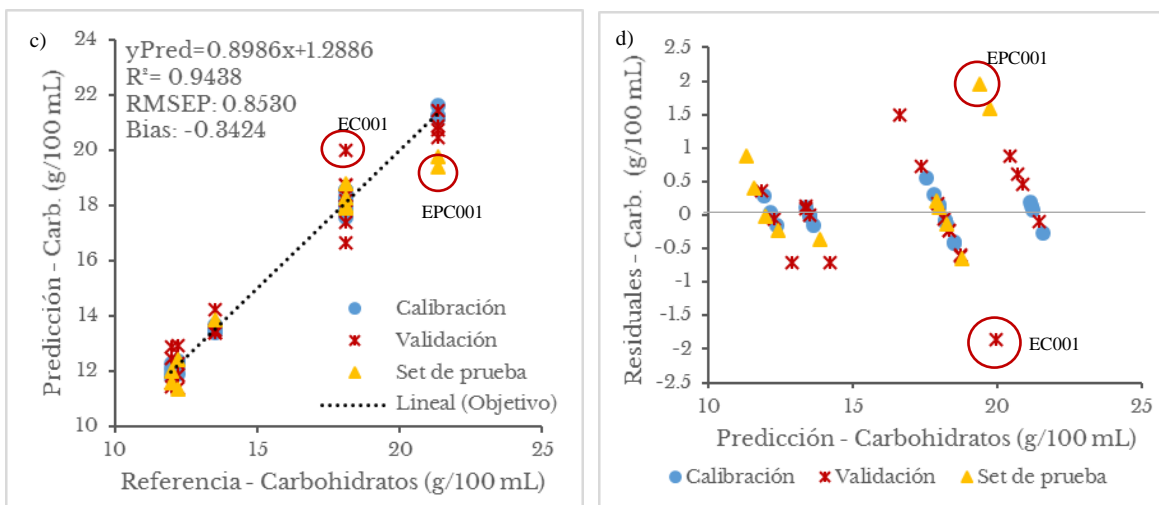 c)
yPred=0.8986x+1.2886
R²= 0.9438
RMSEP: 0.8530
Bias: -0.3424
EC001
EPC001
Calibración
Validación
Set de prueba
Lineal (Objetivo)
Predicción - Carb. (g/100 mL)
24
22
20
18
16
14
12
10
10 15 20 25
Referencia - Carbohidratos (g/100 mL)
d)
EPC001
EC001
Residuales - Carb. (g/100 mL)
2.5
2
1.5
1
0.5
0
-0.5
-1
-1.5
-2
-2.5
10 15 20 25
Predicción - Carbohidratos (g/100 mL)
Calibración Validación Set de prueba